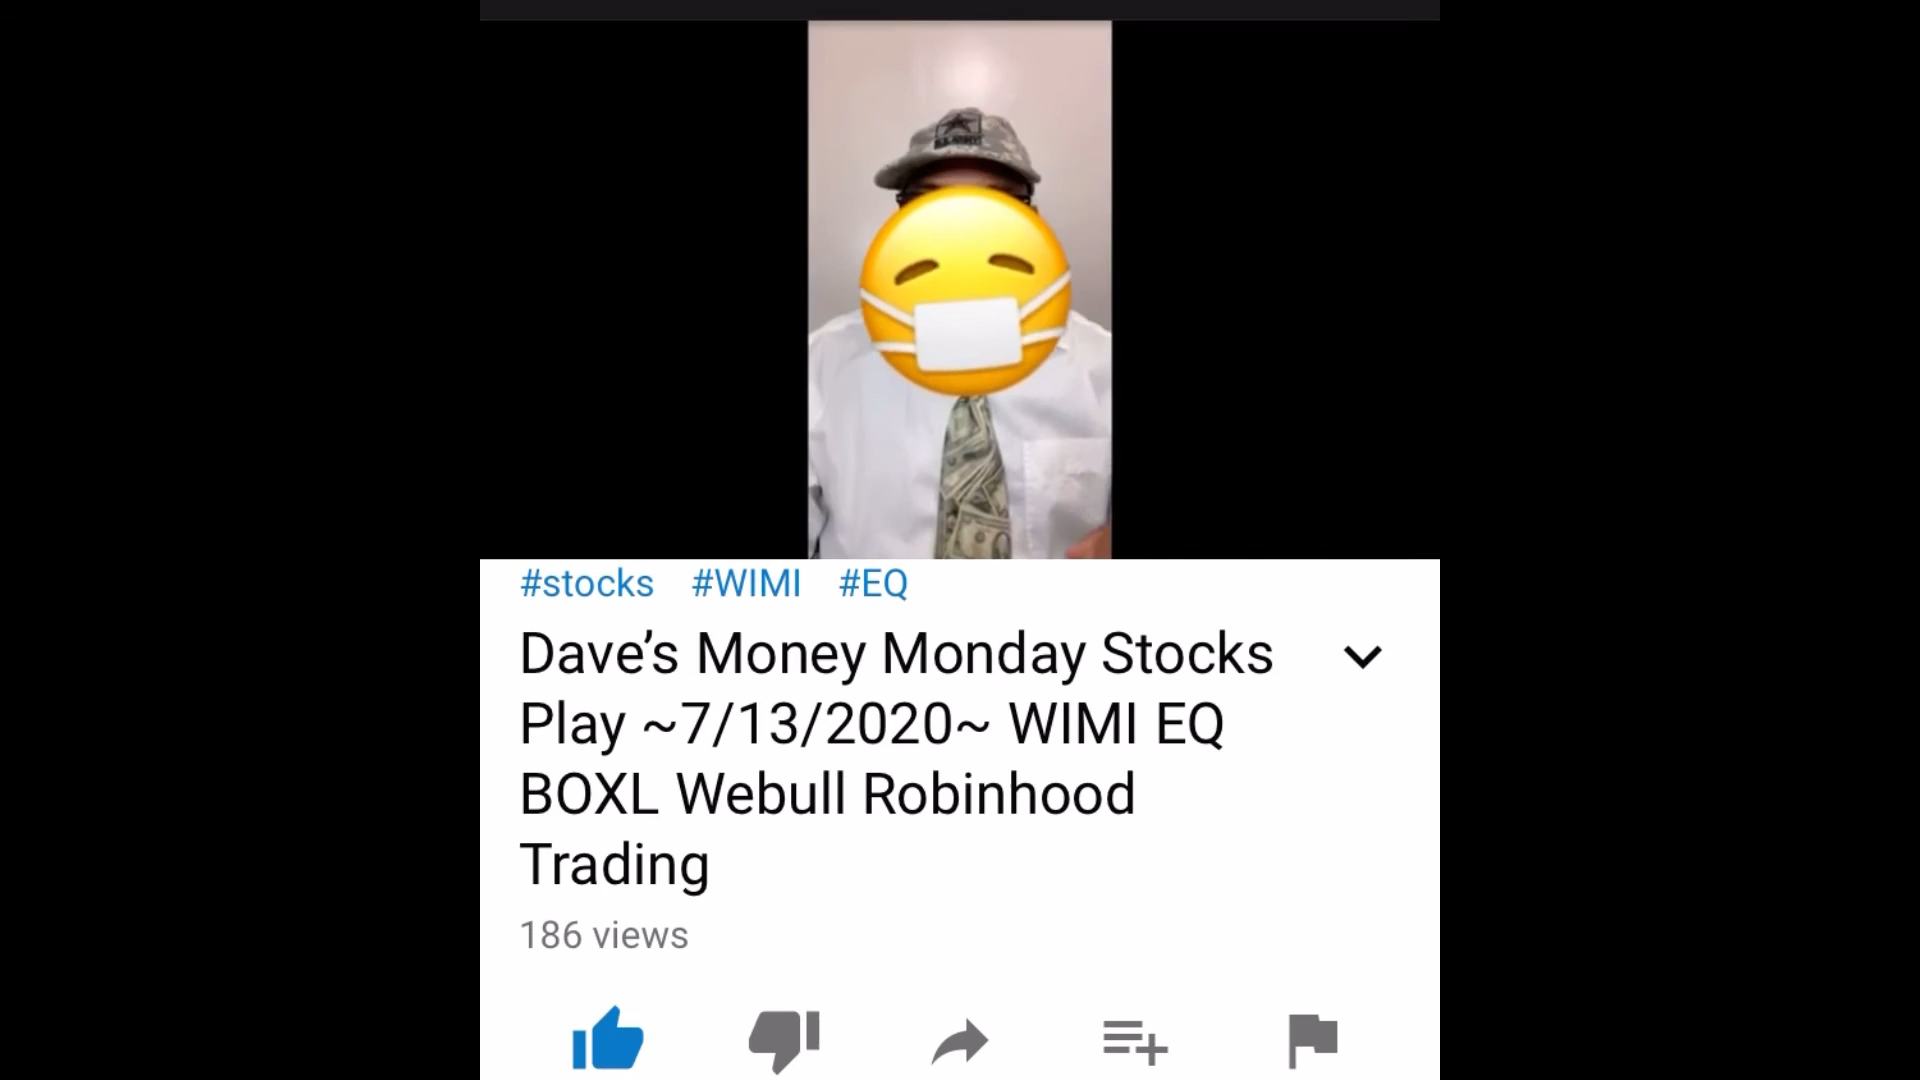 #stocks #WIMI #EQ
Dave’s Money Monday Stocks
Play ~7/13/2020~ WIMI EQ
BOXL Webull Robinhood
Trading
186 views